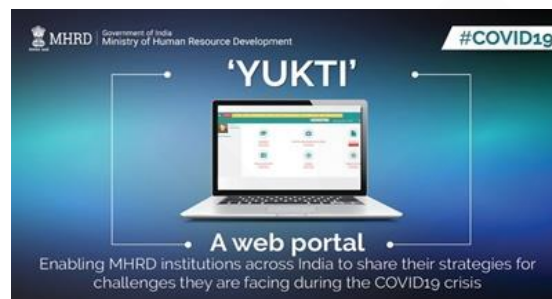 MHRD
Government of India
Ministry of Human Resource Development
#COVID19
'YUKTI'
A web portal
Enabling MHRD institutions across India to share their strategies for
challenges they are facing during the COVID19 crisis